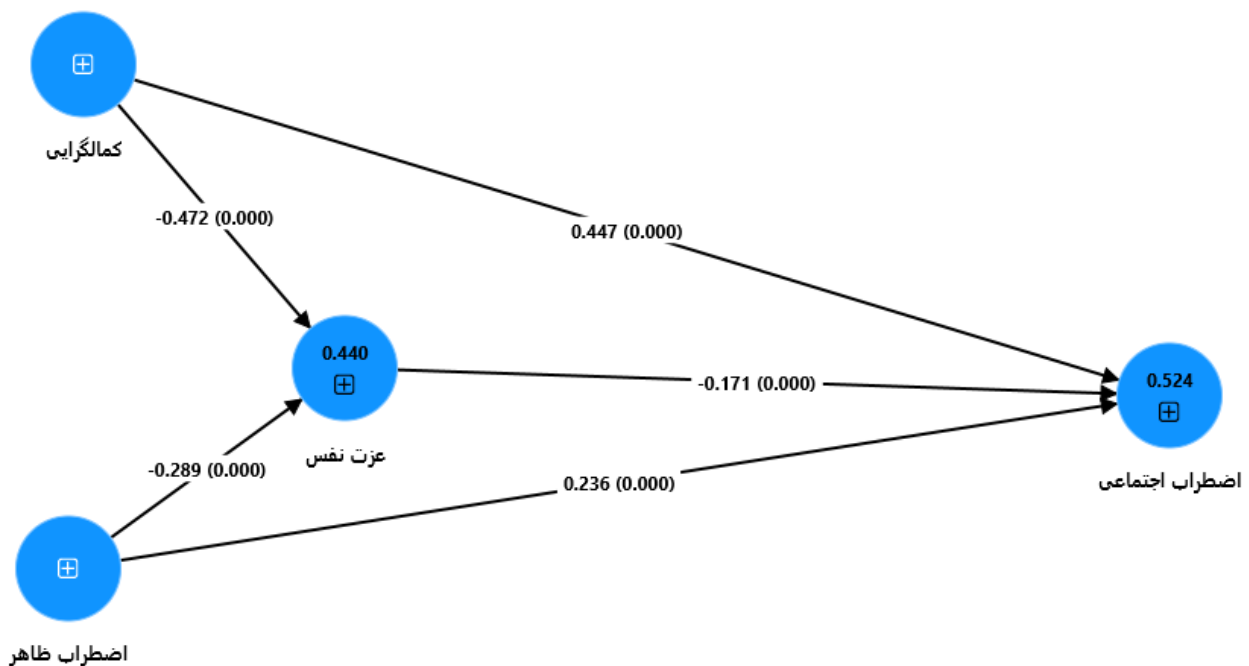 کمالگرایی
-0.472 (0.000)
0.447 (0.000)
0.440
0.524
-0.171 (0.000)
عزت نفس
-0.289 (0.000)
0.236 (0.000)
اضطراب اجتماعی
اضطراب ظاهر